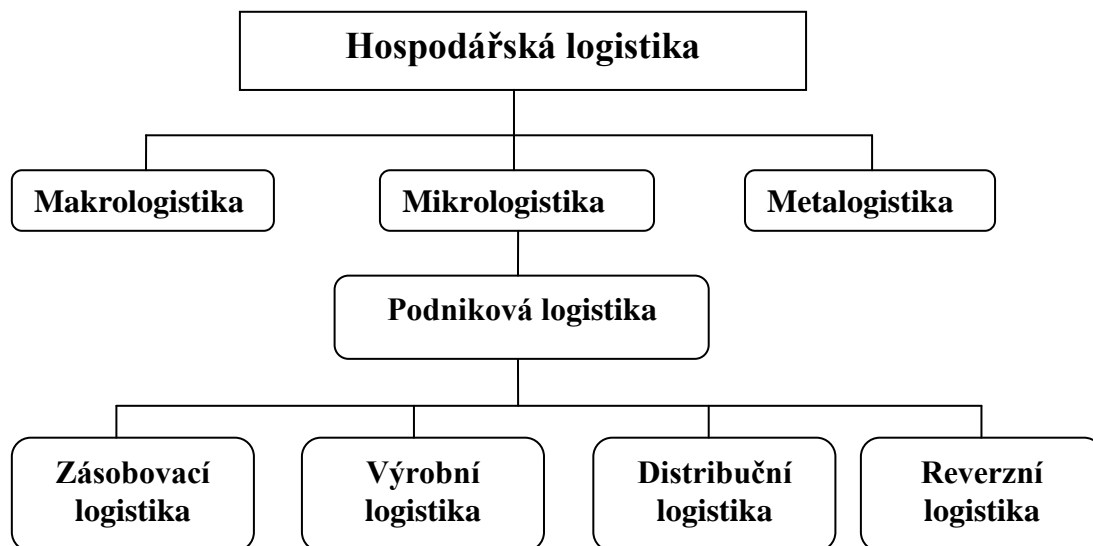 Hospodářská logistika
Makrologistika
Mikrologistika
Metalogistika
Podniková logistika
Zásobovací
logistika
Výrobní
logistika
Distribuční
logistika
Reverzní
logistika